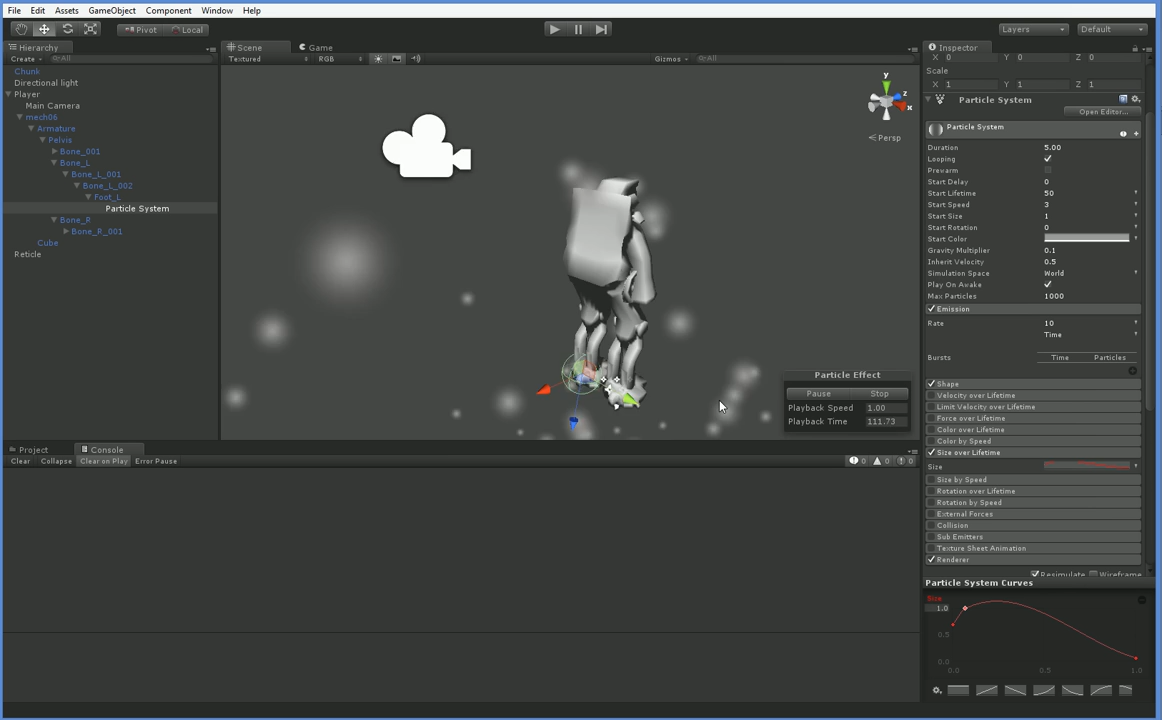 File Edit Assets GameObject Component Window Help
Pivot Local Layers Default
Hierarchy
Create All
Chunk
Directional light
Player
Main Camera
mech06
Armature
Pelvis
Bone_001
Bone_L
Bone_L_001
Bone_L_002
Foot_L
Particle System
Bone_R
Bone_R_001
Cube
Reticle
Scene Game
Textured RGB Gizmos All
y
z
x
Persp
Particle Effect
Pause Stop
Playback Speed 1.00
Playback Time 111.73
Project Console
Clear Collapse Clear on Play Error Pause 0 0 0
Inspector
X 0 Y 0 Z 0
Scale
X 1 Y 1 Z 1
Particle System
Open Editor...
Particle System
Duration 5.00
Looping
Prewarm
Start Delay 0
Start Lifetime 50
Start Speed 3
Start Size 1
Start Rotation 0
Start Color
Gravity Multiplier 0.1
Inherit Velocity 0.5
Simulation Space World
Play On Awake
Max Particles 1000
Emission
Rate 10
Time
Bursts Time Particles
Shape
Velocity over Lifetime
Limit Velocity over Lifetime
Force over Lifetime
Color over Lifetime
Color by Speed
Size over Lifetime
Size
Size by Speed
Rotation over Lifetime
Rotation by Speed
External Forces
Collision
Sub Emitters
Texture Sheet Animation
Renderer
Resimulate Wireframe
Particle System Curves
Size
1.0
0.5
0.0
0.0 0.5 1.0